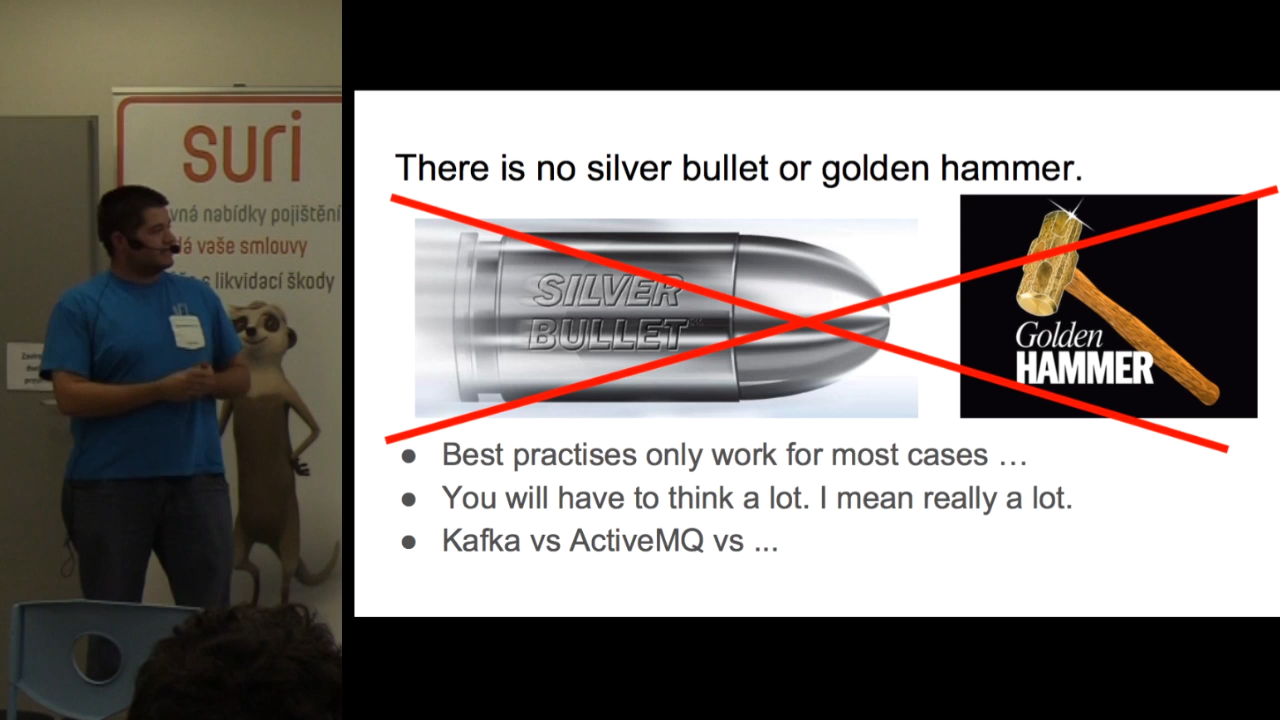 suri
vná nabídky pojištění
dá vaše smlouvy
s likvidací škody
There is no silver bullet or golden hammer.
SILVER
BULLET
Golden
HAMMER
● Best practises only work for most cases …
● You will have to think a lot. I mean really a lot.
● Kafka vs ActiveMQ vs ...